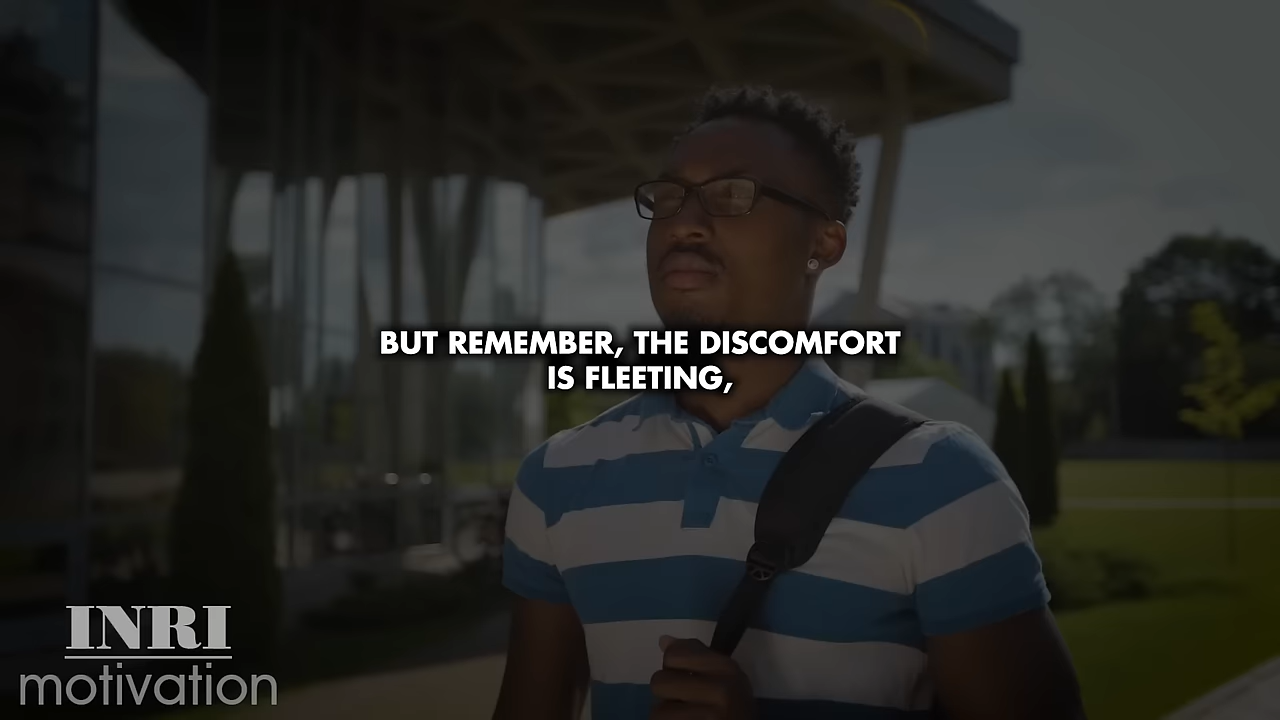 BUT REMEMBER, THE DISCOMFORT
IS FLEETING,
INRI
motivation